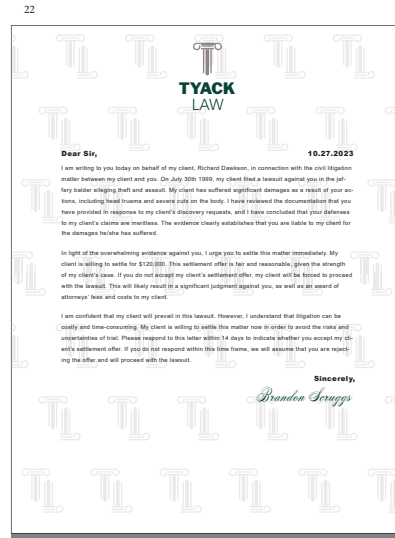 22
TYACK
LAW
Dear Sir, 10.27.2023
I am writing to you today on behalf of my client, Richard Dawkson, in connection with the civil litigation
matter between my client and you. On July 30th 1999, my client filed a lawsuit against you in the jef-
fery balder alleging theft and assault. My client has suffered significant damages as a result of your ac-
tions, including head truama and severe cuts on the body. I have reviewed the documentation that you
have provided in response to my client's discovery requests, and I have concluded that your defenses
to my client's claims are meritless. The evidence clearly establishes that you are liable to my client for
the damages he/she has suffered.
In light of the overwhelming evidence against you, I urge you to settle this matter immediately. My
client is willing to settle for $120,000. This settlement offer is fair and reasonable, given the strength
of my client's case. If you do not accept my client's settlement offer, my client will be forced to proceed
with the lawsuit. This will likely result in a significant judgment against you, as well as an award of
attorneys' fees and costs to my client.
I am confident that my client will prevail in this lawsuit. However, I understand that litigation can be
costly and time-consuming. My client is willing to settle this matter now in order to avoid the risks and
uncertainties of trial. Please respond to this letter within 14 days to indicate whether you accept my cli-
ent's settlement offer. If you do not respond within this time frame, we will assume that you are reject-
ing the offer and will proceed with the lawsuit.
Sincerely,
Brandon Scruggs